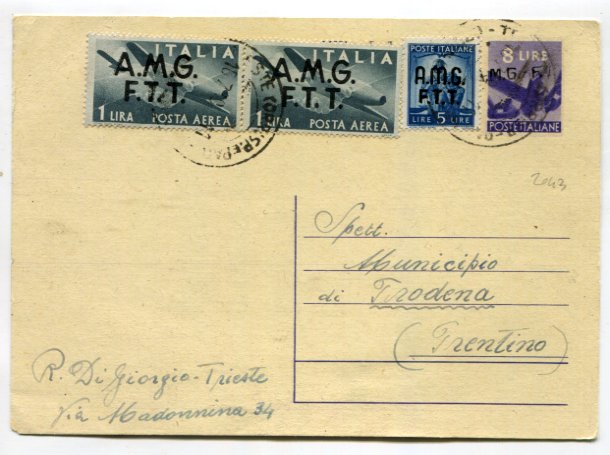 ITALIA
A.M.G.
F.T.T.
1 LIRA POSTA AEREA
ITALIA
A.M.G.
F.T.T.
1 LIRA POSTA AEREA
POSTE ITALIANE
A.M.G.
F.T.T.
LIRE 5 LIRE
8 LIRE
POSTE ITALIANE
2043
Spett.
Municipio
di Trodena
(Trentino)
R. Di Giorgio - Trieste
Via Madonnina 34